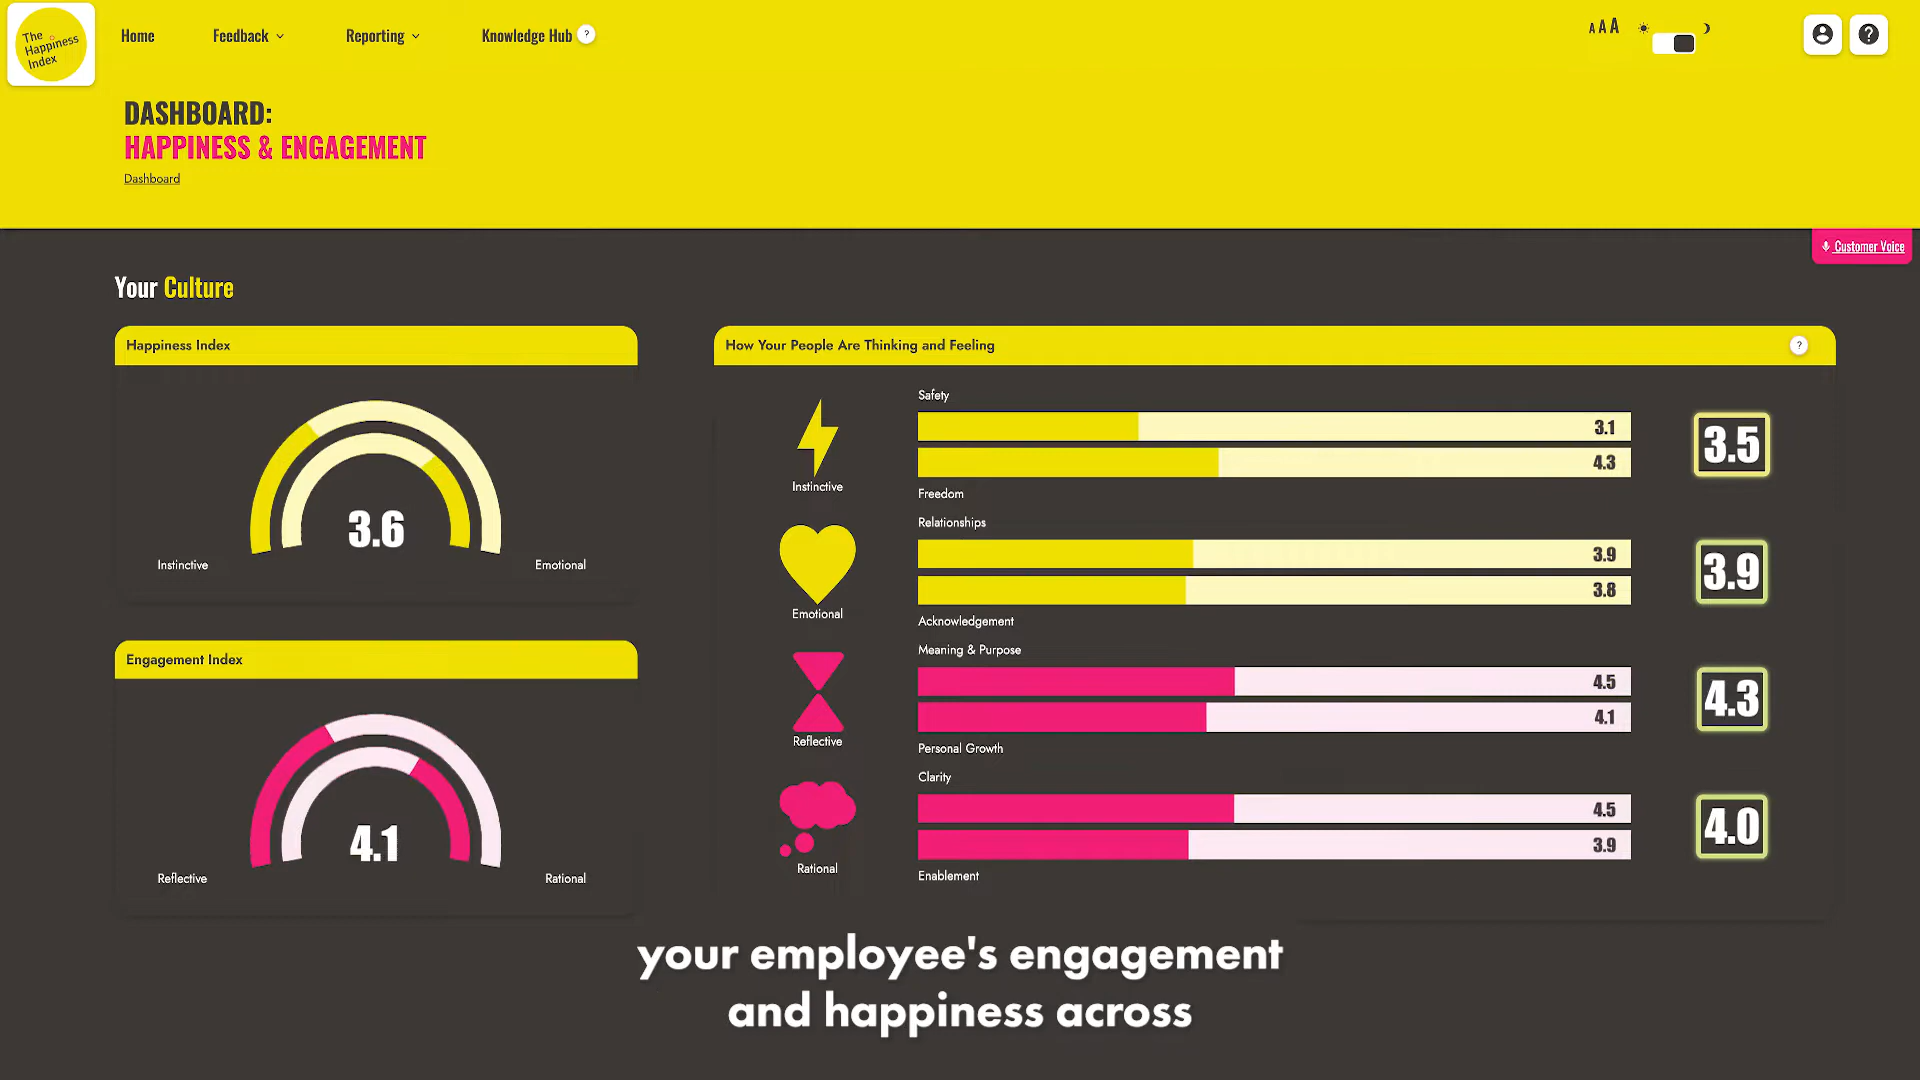 The
Happiness
Index
Home
Feedback
Reporting
Knowledge Hub ?
A A A
?
DASHBOARD:
HAPPINESS & ENGAGEMENT
Dashboard
Customer Voice
Your Culture
Happiness Index
3.6
Instinctive
Emotional
Engagement Index
4.1
Reflective
Rational
How Your People Are Thinking and Feeling
?
Instinctive
Safety
3.1
4.3
Freedom
3.5
Emotional
Relationships
3.9
3.8
Acknowledgement
3.9
Reflective
Meaning & Purpose
4.5
4.1
Personal Growth
4.3
Rational
Clarity
4.5
3.9
Enablement
4.0
your employee's engagement
and happiness across